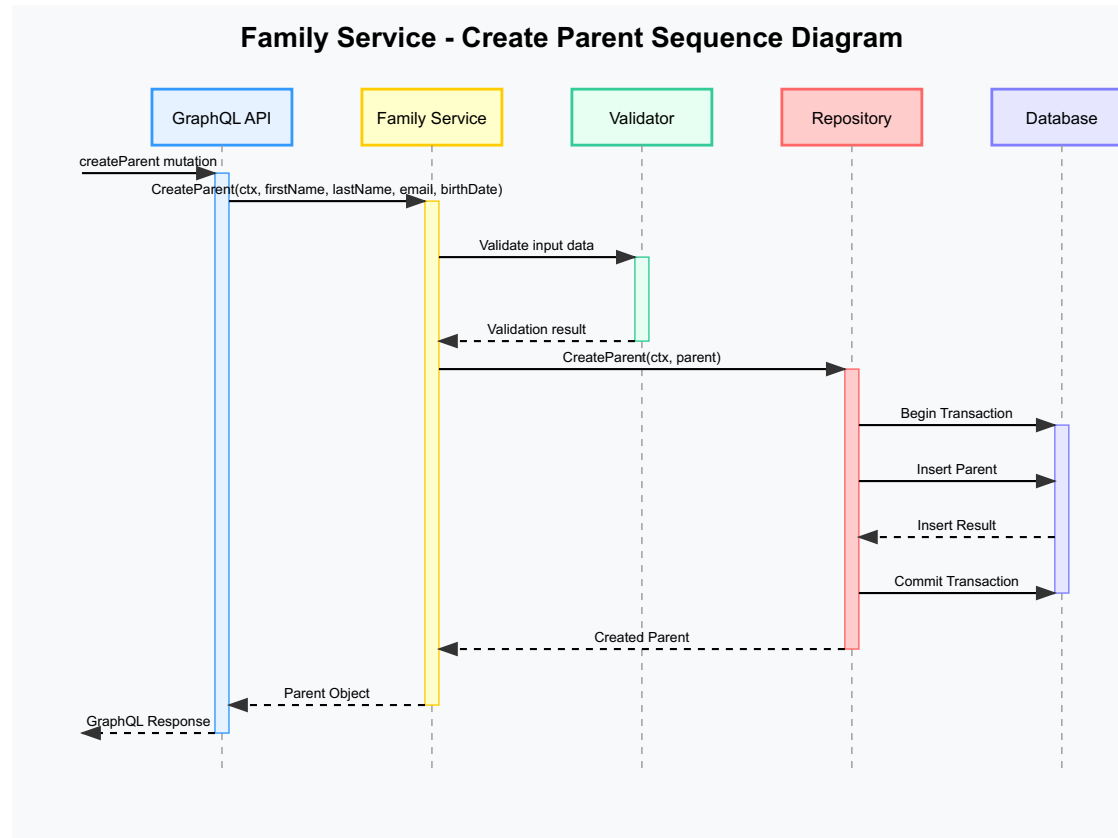 Family Service - Create Parent Sequence Diagram
GraphQL API
Family Service
Validator
Repository
Database
createParent mutation
CreateParent(ctx, firstName, lastName, email, birthDate)
Validate input data
Validation result
CreateParent(ctx, parent)
Begin Transaction
Insert Parent
Insert Result
Commit Transaction
Created Parent
Parent Object
GraphQL Response